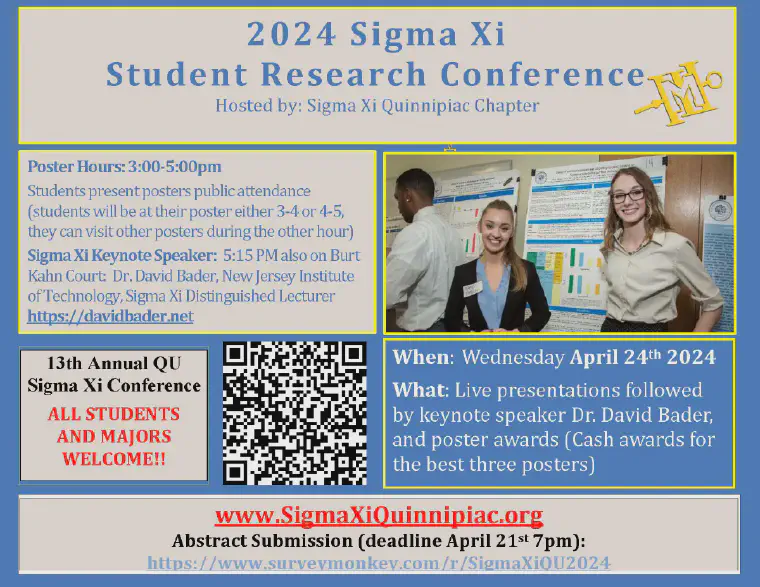 2024 Sigma Xi
Student Research Conference
Hosted by: Sigma Xi Quinnipiac Chapter
Poster Hours: 3:00-5:00pm
Students present posters public attendance
(students will be at their poster either 3-4 or 4-5,
they can visit other posters during the other hour)
Sigma Xi Keynote Speaker: 5:15 PM also on Burt
Kahn Court: Dr. David Bader, New Jersey Institute
of Technology, Sigma Xi Distinguished Lecturer
https://davidbader.net
13th Annual QU
Sigma Xi Conference
ALL STUDENTS
AND MAJORS
WELCOME!!
When: Wednesday April 24th 2024
What: Live presentations followed
by keynote speaker Dr. David Bader,
and poster awards (Cash awards for
the best three posters)
www.SigmaXiQuinnipiac.org
Abstract Submission (deadline April 21st 7pm):
https://www.surveymonkey.com/r/SigmaXiQU2024